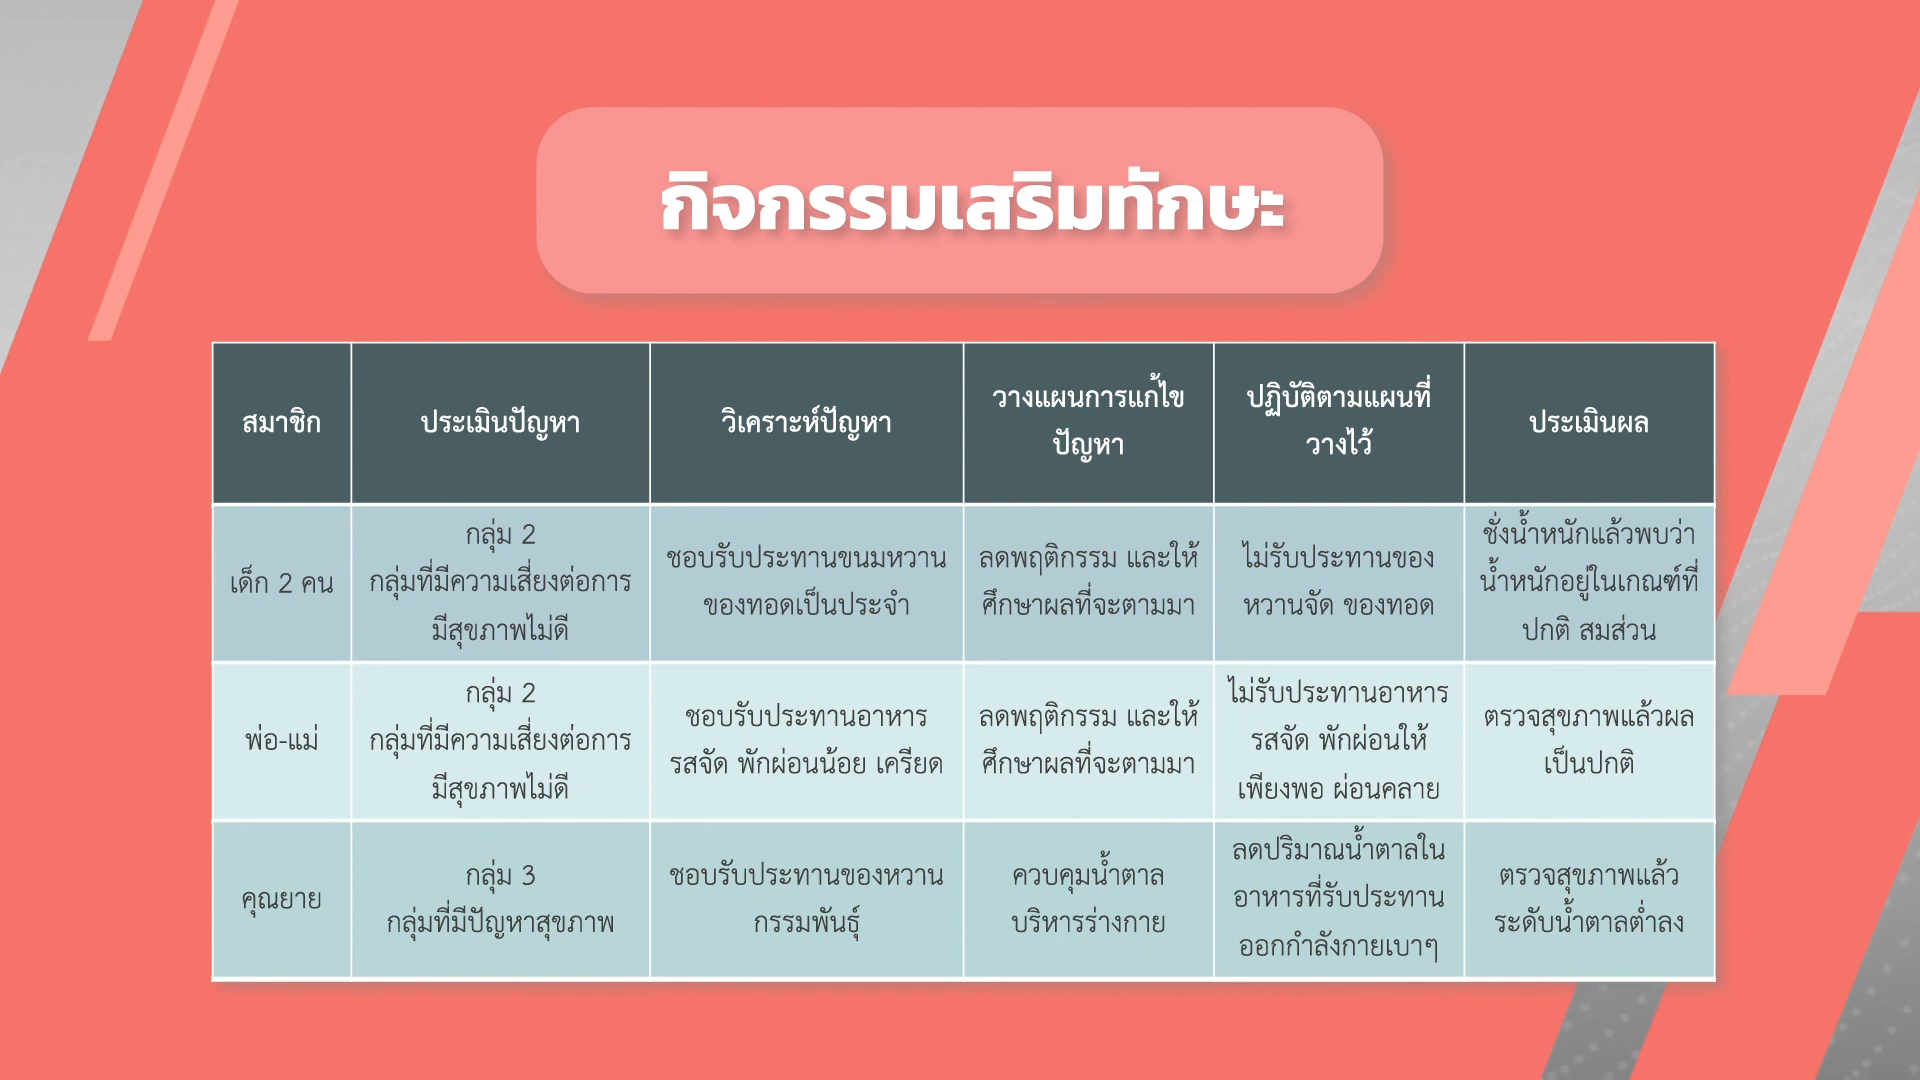 กิจกรรมเสริมทักษะ
สมาชิก
ประเมินปัญหา
วิเคราะห์ปัญหา
วางแผนการแก้ไข
ปัญหา
ปฏิบัติตามแผนที่
วางไว้
ประเมินผล
เด็ก 2 คน
กลุ่ม 2
กลุ่มที่มีความเสี่ยงต่อการ
มีสุขภาพไม่ดี
ชอบรับประทานขนมหวาน
ของทอดเป็นประจำ
ลดพฤติกรรม และให้
ศึกษาผลที่จะตามมา
ไม่รับประทานของ
หวานจัด ของทอด
ชั่งน้ำหนักแล้วพบว่า
น้ำหนักอยู่ในเกณฑ์ที่
ปกติ สมส่วน
พ่อ-แม่
กลุ่ม 2
กลุ่มที่มีความเสี่ยงต่อการ
มีสุขภาพไม่ดี
ชอบรับประทานอาหาร
รสจัด พักผ่อนน้อย เครียด
ลดพฤติกรรม และให้
ศึกษาผลที่จะตามมา
ไม่รับประทานอาหาร
รสจัด พักผ่อนให้
เพียงพอ ผ่อนคลาย
ตรวจสุขภาพแล้วผล
เป็นปกติ
คุณยาย
กลุ่ม 3
กลุ่มที่มีปัญหาสุขภาพ
ชอบรับประทานของหวาน
กรรมพันธุ์
ควบคุมน้ำตาล
บริหารร่างกาย
ลดปริมาณน้ำตาลใน
อาหารที่รับประทาน
ออกกำลังกายเบาๆ
ตรวจสุขภาพแล้ว
ระดับน้ำตาลต่ำลง